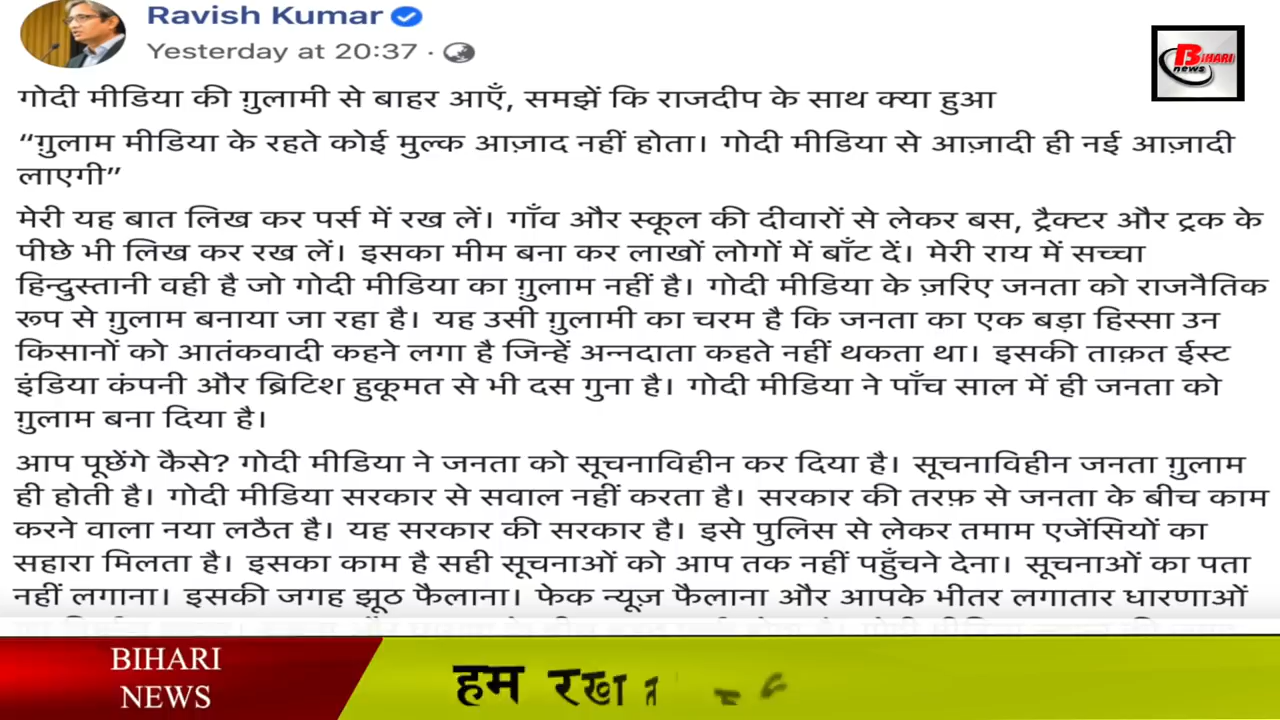 Ravish Kumar
Yesterday at 20:37 ·
BIHARI
news
गोदी मीडिया की ग़ुलामी से बाहर आएँ, समझें कि राजदीप के साथ क्या हुआ
“ग़ुलाम मीडिया के रहते कोई मुल्क आज़ाद नहीं होता। गोदी मीडिया से आज़ादी ही नई आज़ादी
लाएगी”
मेरी यह बात लिख कर पर्स में रख लें। गाँव और स्कूल की दीवारों से लेकर बस, ट्रैक्टर और ट्रक के
पीछे भी लिख कर रख लें। इसका मीम बना कर लाखों लोगों में बाँट दें। मेरी राय में सच्चा
हिन्दुस्तानी वही है जो गोदी मीडिया का ग़ुलाम नहीं है। गोदी मीडिया के ज़रिए जनता को राजनैतिक
रूप से ग़ुलाम बनाया जा रहा है। यह उसी ग़ुलामी का चरम है कि जनता का एक बड़ा हिस्सा उन
किसानों को आतंकवादी कहने लगा है जिन्हें अन्नदाता कहते नहीं थकता था। इसकी ताक़त ईस्ट
इंडिया कंपनी और ब्रिटिश हुकूमत से भी दस गुना है। गोदी मीडिया ने पाँच साल में ही जनता को
ग़ुलाम बना दिया है।
आप पूछेंगे कैसे? गोदी मीडिया ने जनता को सूचनाविहीन कर दिया है। सूचनाविहीन जनता ग़ुलाम
ही होती है। गोदी मीडिया सरकार से सवाल नहीं करता है। सरकार की तरफ़ से जनता के बीच काम
करने वाला नया लठैत है। यह सरकार की सरकार है। इसे पुलिस से लेकर तमाम एजेंसियों का
सहारा मिलता है। इसका काम है सही सूचनाओं को आप तक नहीं पहुँचने देना। सूचनाओं का पता
नहीं लगाना। इसकी जगह झूठ फैलाना। फेक न्यूज़ फैलाना और आपके भीतर लगातार धारणाओं
BIHARI
NEWS
हम रखा त